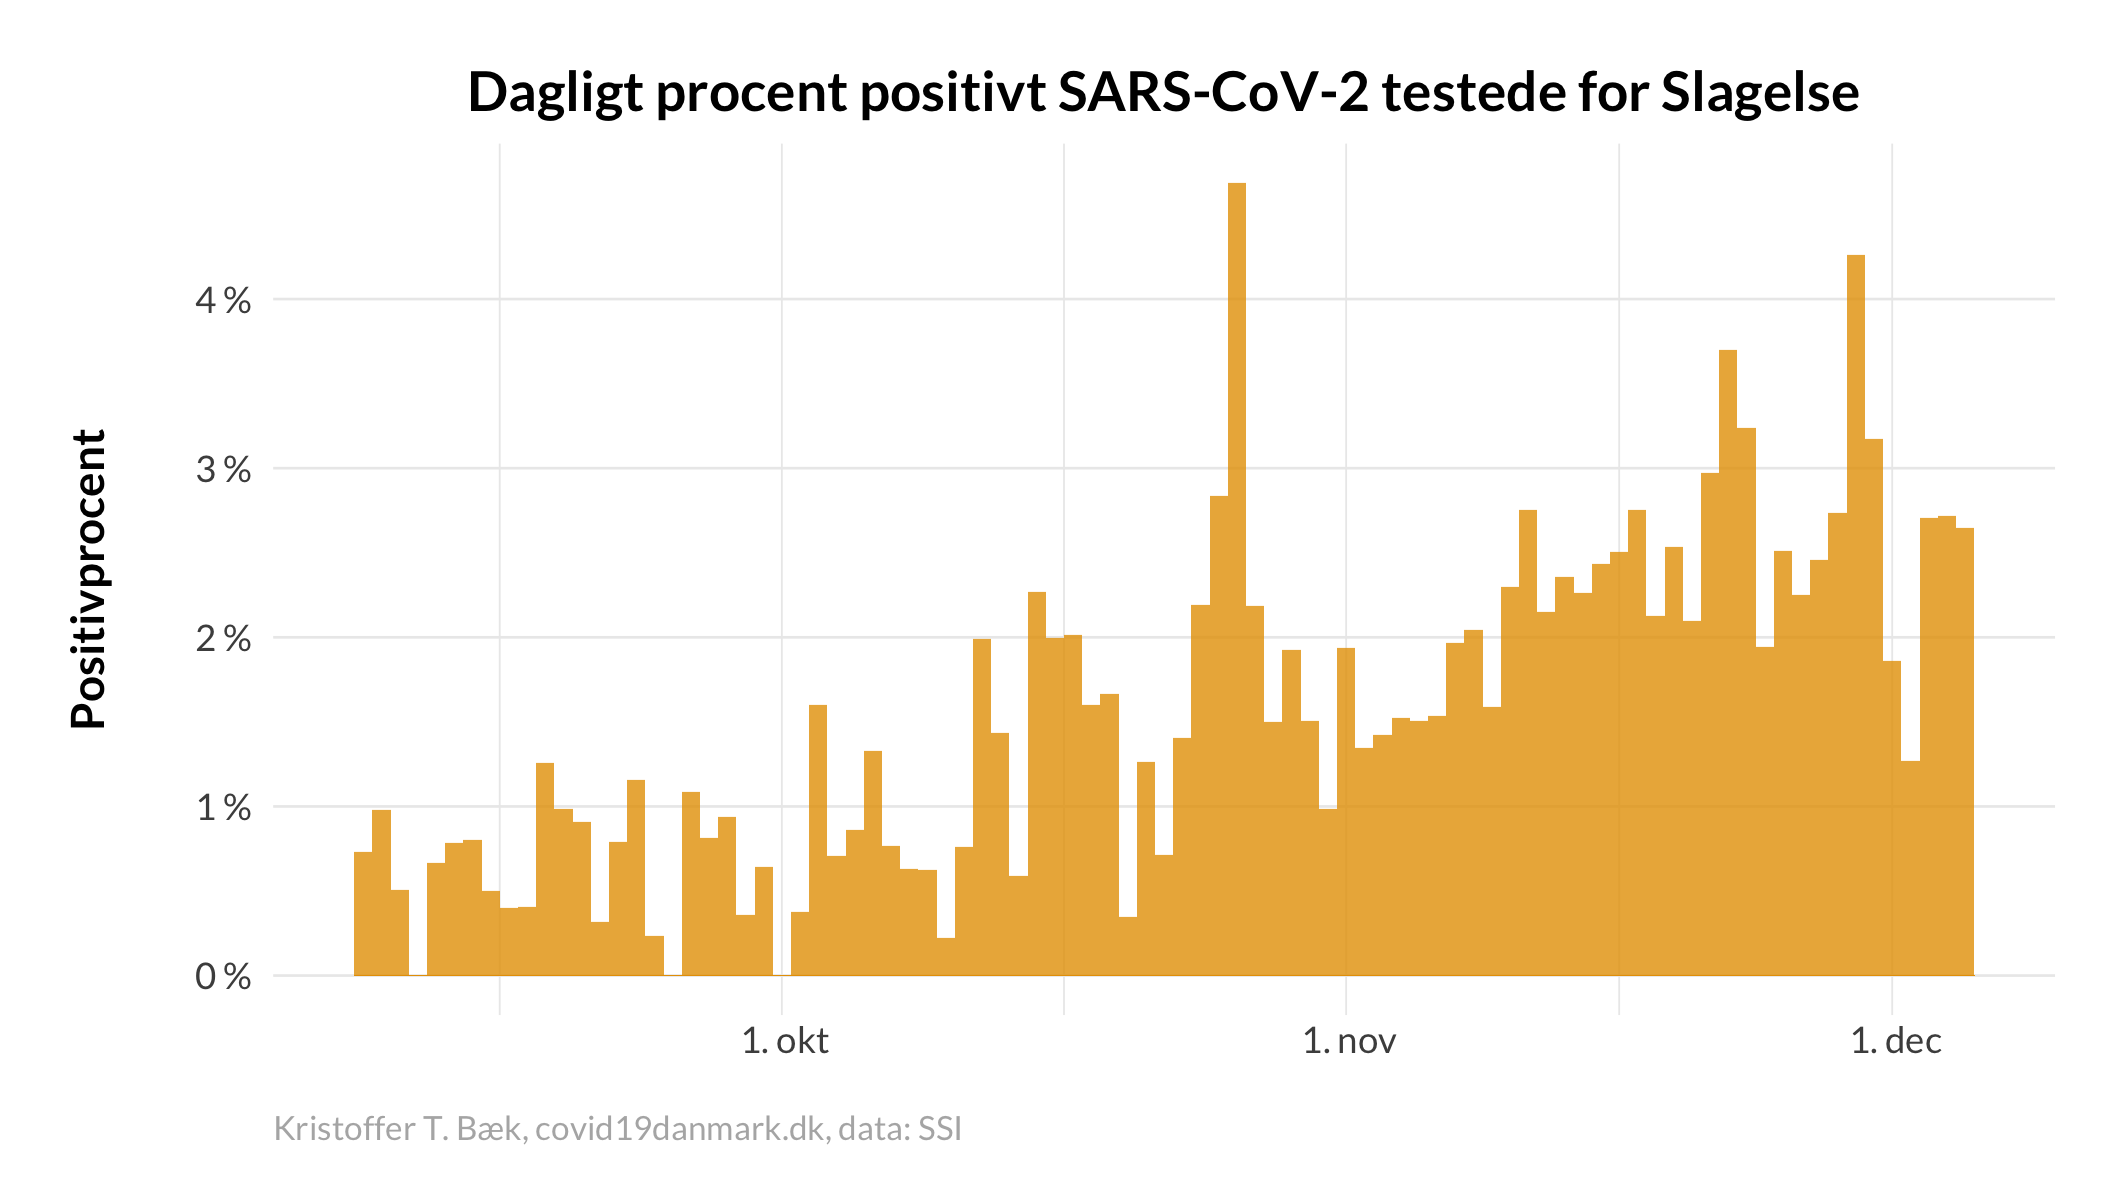 Dagligt procent positivt SARS-CoV-2 testede for Slagelse
Positivprocent
4 %
3 %
2 %
1 %
0 %
1. okt
1. nov
1. dec
Kristoffer T. Bæk, covid19danmark.dk, data: SSI